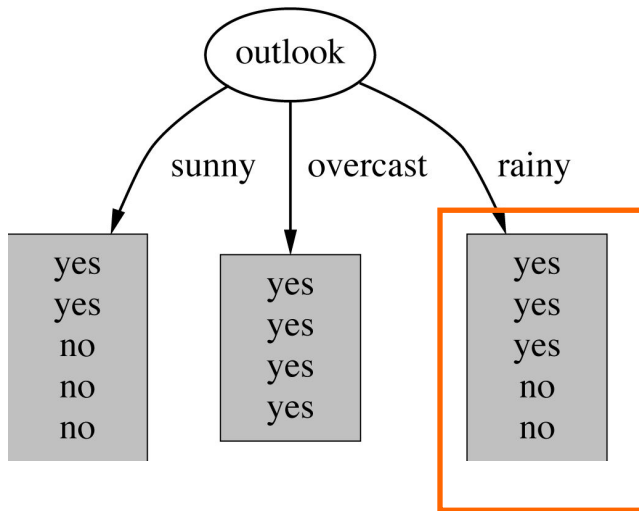 outlook
sunny
overcast
rainy
yes
yes
no
no
no
yes
yes
yes
yes
yes
yes
yes
no
no